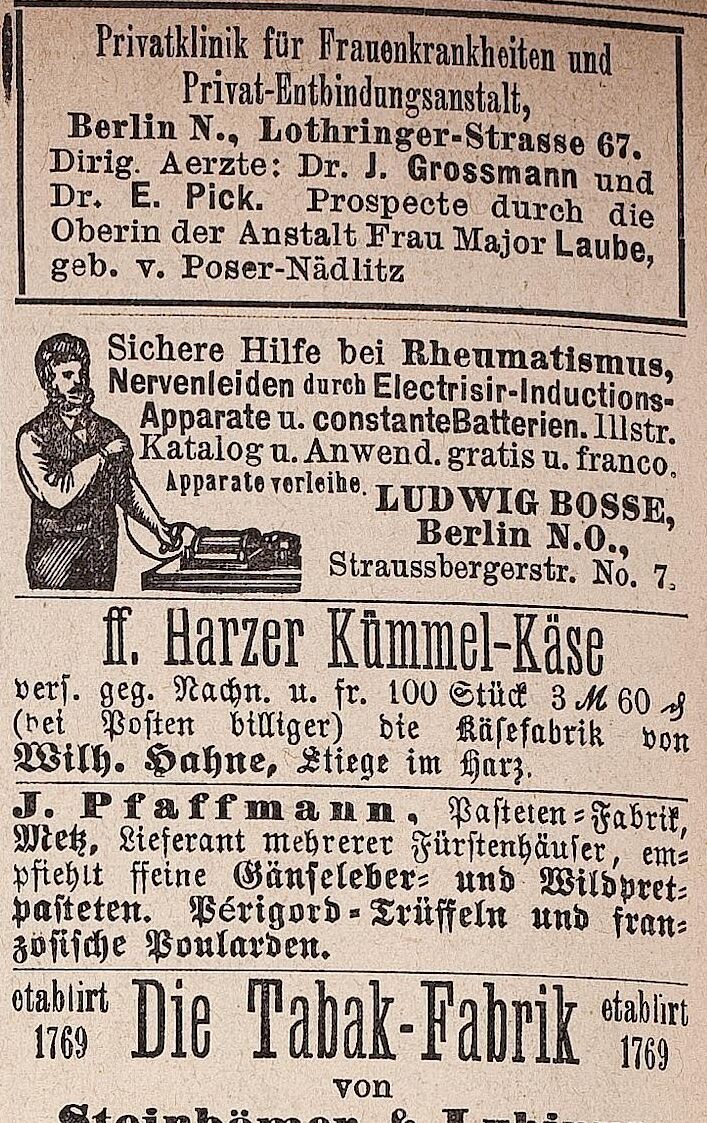 Privatklinik für Frauenkrankheiten und
Privat-Entbindungsanstalt,
Berlin N., Lothringer-Strasse 67.
Dirig. Aerzte: Dr. J. Grossmann und
Dr. E. Pick. Prospecte durch die
Oberin der Anstalt Frau Major Laube,
geb. v. Poser-Nädlitz
Sichere Hilfe bei Rheumatismus,
Nervenleiden durch Electrisir-Inductions-
Apparate u. constante Batterien. Illstr.
Katalog u. Anwend. gratis u. franco.
Apparate verleihe. LUDWIG BOSSE,
Berlin N.O.,
Straussbergerstr. No. 7.
ff. Harzer Kümmel-Käse
vers. geg. Nachn. u. fr. 100 Stück 3 M 60 ₰
(bei Posten billiger) die Käsefabrik von
Wilh. Hahne, Stiege im Harz.
J. Pfaffmann, Pasteten-Fabrik,
Metz, Lieferant mehrerer Fürstenhäuser, em-
pfiehlt ffeine Gänseleber- und Wildpret-
pasteten. Périgord-Trüffeln und fran-
zösische Poularden.
etablirt Die Tabak-Fabrik etablirt
1769 1769
von